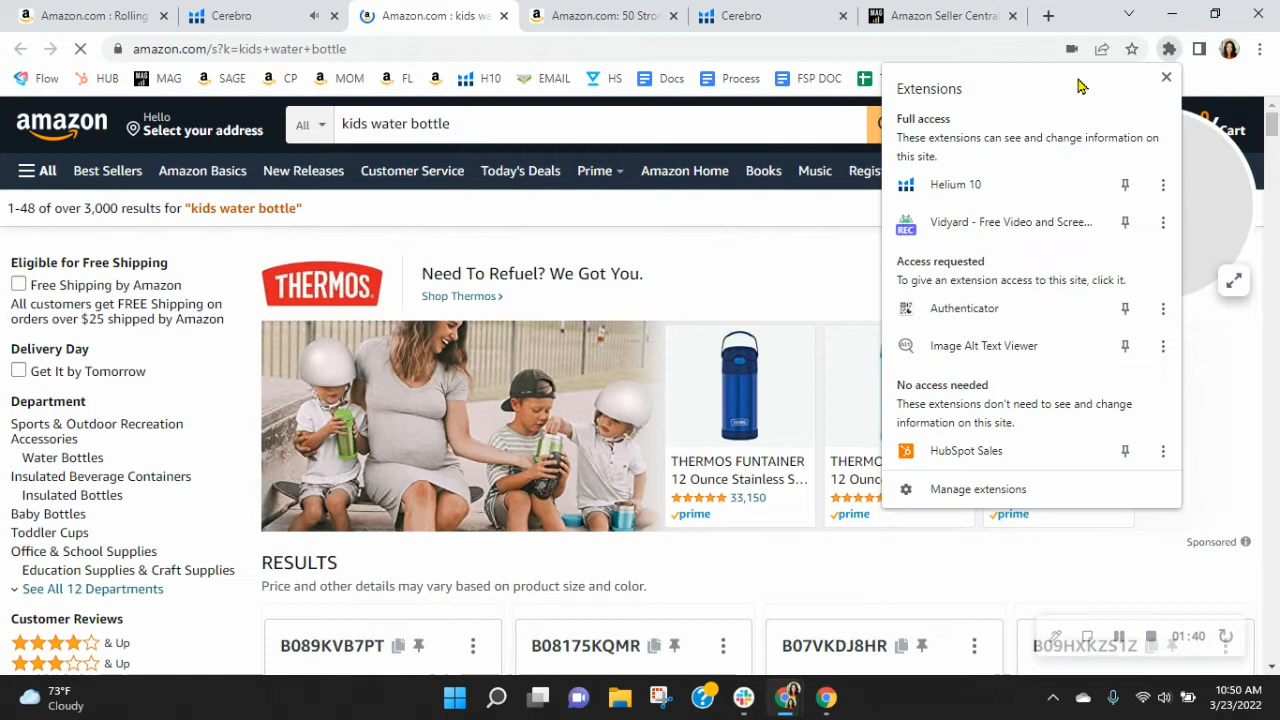 Amazon.com : Rolling
Cerebro
Amazon.com : kids wa
Amazon.com: 50 Stro
Cerebro
Amazon Seller Centra
amazon.com/s?k=kids+water+bottle
Flow
HUB
MAG
SAGE
CP
MOM
FL
H10
EMAIL
HS
Docs
Process
FSP DOC
amazon
Hello
Select your address
All
kids water bottle
Cart
All
Best Sellers
Amazon Basics
New Releases
Customer Service
Today's Deals
Prime
Amazon Home
Books
Music
Regis
1-48 of over 3,000 results for "kids water bottle"
Eligible for Free Shipping
Free Shipping by Amazon
All customers get FREE Shipping on
orders over $25 shipped by Amazon
Delivery Day
Get It by Tomorrow
Department
Sports & Outdoor Recreation
Accessories
Water Bottles
Insulated Beverage Containers
Insulated Bottles
Baby Bottles
Toddler Cups
Office & School Supplies
Education Supplies & Craft Supplies
See All 12 Departments
Customer Reviews
& Up
& Up
THERMOS.
Need To Refuel? We Got You.
Shop Thermos ›
THERMOS FUNTAINER
12 Ounce Stainless S...
33,150
prime
THERMO
12 Ounc
prime
prime
Sponsored
RESULTS
Price and other details may vary based on product size and color.
B089KVB7PT
B08175KQMR
B07VKDJ8HR
B09HXKZS1Z
Extensions
Full access
These extensions can see and change information on
this site.
Helium 10
REC
Vidyard - Free Video and Scree...
Access requested
To give an extension access to this site, click it.
Authenticator
Alt
Image Alt Text Viewer
No access needed
These extensions don't need to see and change
information on this site.
HubSpot Sales
Manage extensions
01:40
73°F
Cloudy
10:50 AM
3/23/2022